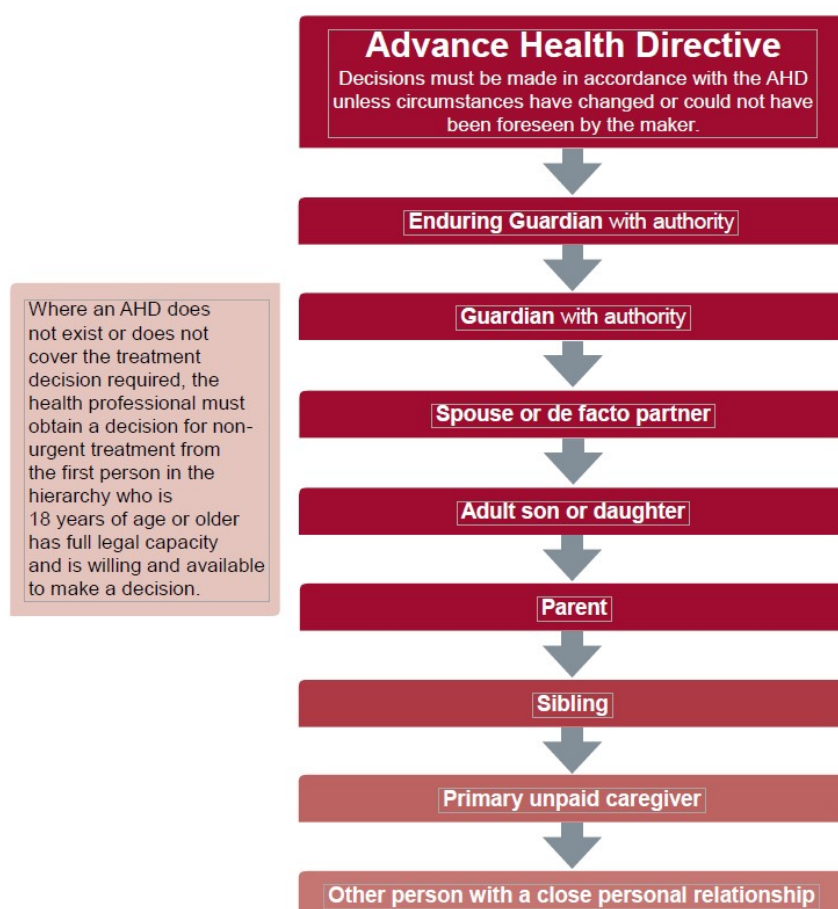 Advance Health Directive
Decisions must be made in accordance with the AHD
unless circumstances have changed or could not have
been foreseen by the maker.
Enduring Guardian with authority
Guardian with authority
Where an AHD does
not exist or does not
cover the treatment
decision required, the
health professional must
obtain a decision for non-
urgent treatment from
the first person in the
hierarchy who is
18 years of age or older
has full legal capacity
and is willing and available
to make a decision.
Spouse or de facto partner
Adult son or daughter
Parent
Sibling
Primary unpaid caregiver
Other person with a close personal relationship